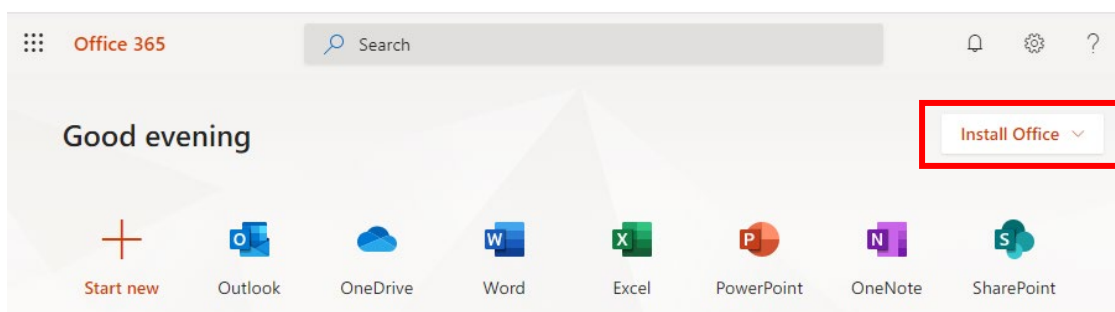 Office 365
Search
?
Good evening
Install Office
O
W
X
P
N
S
Start new Outlook OneDrive Word Excel PowerPoint OneNote SharePoint